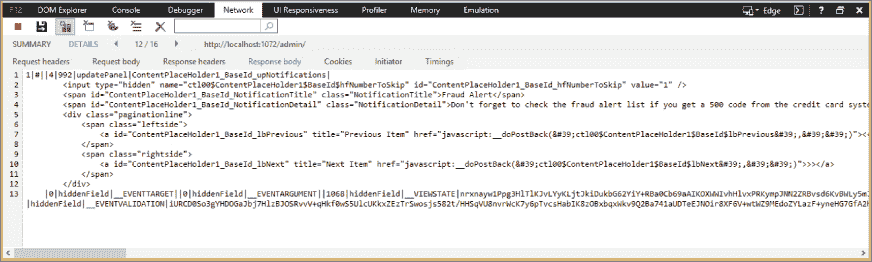 F12 DOM Explorer Console Debugger Network UI Responsiveness Profiler Memory Emulation Edge ?
SUMMARY DETAILS 12 / 16 http://localhost:1072/admin/
Request headers Request body Response headers Response body Cookies Initiator Timings
1 1|#||4|992|updatePanel|ContentPlaceHolder1_BaseId_upNotifications|
2 <input type="hidden" name="ctl00$ContentPlaceHolder1$BaseId$hfNumberToSkip" id="ContentPlaceHolder1_BaseId_hfNumberToSkip" value="1" />
3 <span id="ContentPlaceHolder1_BaseId_NotificationTitle" class="NotificationTitle">Fraud Alert</span>
4 <span id="ContentPlaceHolder1_BaseId_NotificationDetail" class="NotificationDetail">Don't forget to check the fraud alert list if you get a 500 code from the credit card syste
5 <div class="paginationline">
6 <span class="leftside">
7 <a id="ContentPlaceHolder1_BaseId_lbPrevious" title="Previous Item" href="javascript:__doPostBack(&#39;ctl00$ContentPlaceHolder1$BaseId$lbPrevious&#39;,&#39;&#39;)"><
8 </span>
9 <span class="rightside">
10 <a id="ContentPlaceHolder1_BaseId_lbNext" title="Next Item" href="javascript:__doPostBack(&#39;ctl00$ContentPlaceHolder1$BaseId$lbNext&#39;,&#39;&#39;)">>></a>
11 </span>
12 </div>
13 |0|hiddenField|__EVENTTARGET||0|hiddenField|__EVENTARGUMENT||1068|hiddenField|__VIEWSTATE|
|hiddenField|__EVENTVALIDATION|